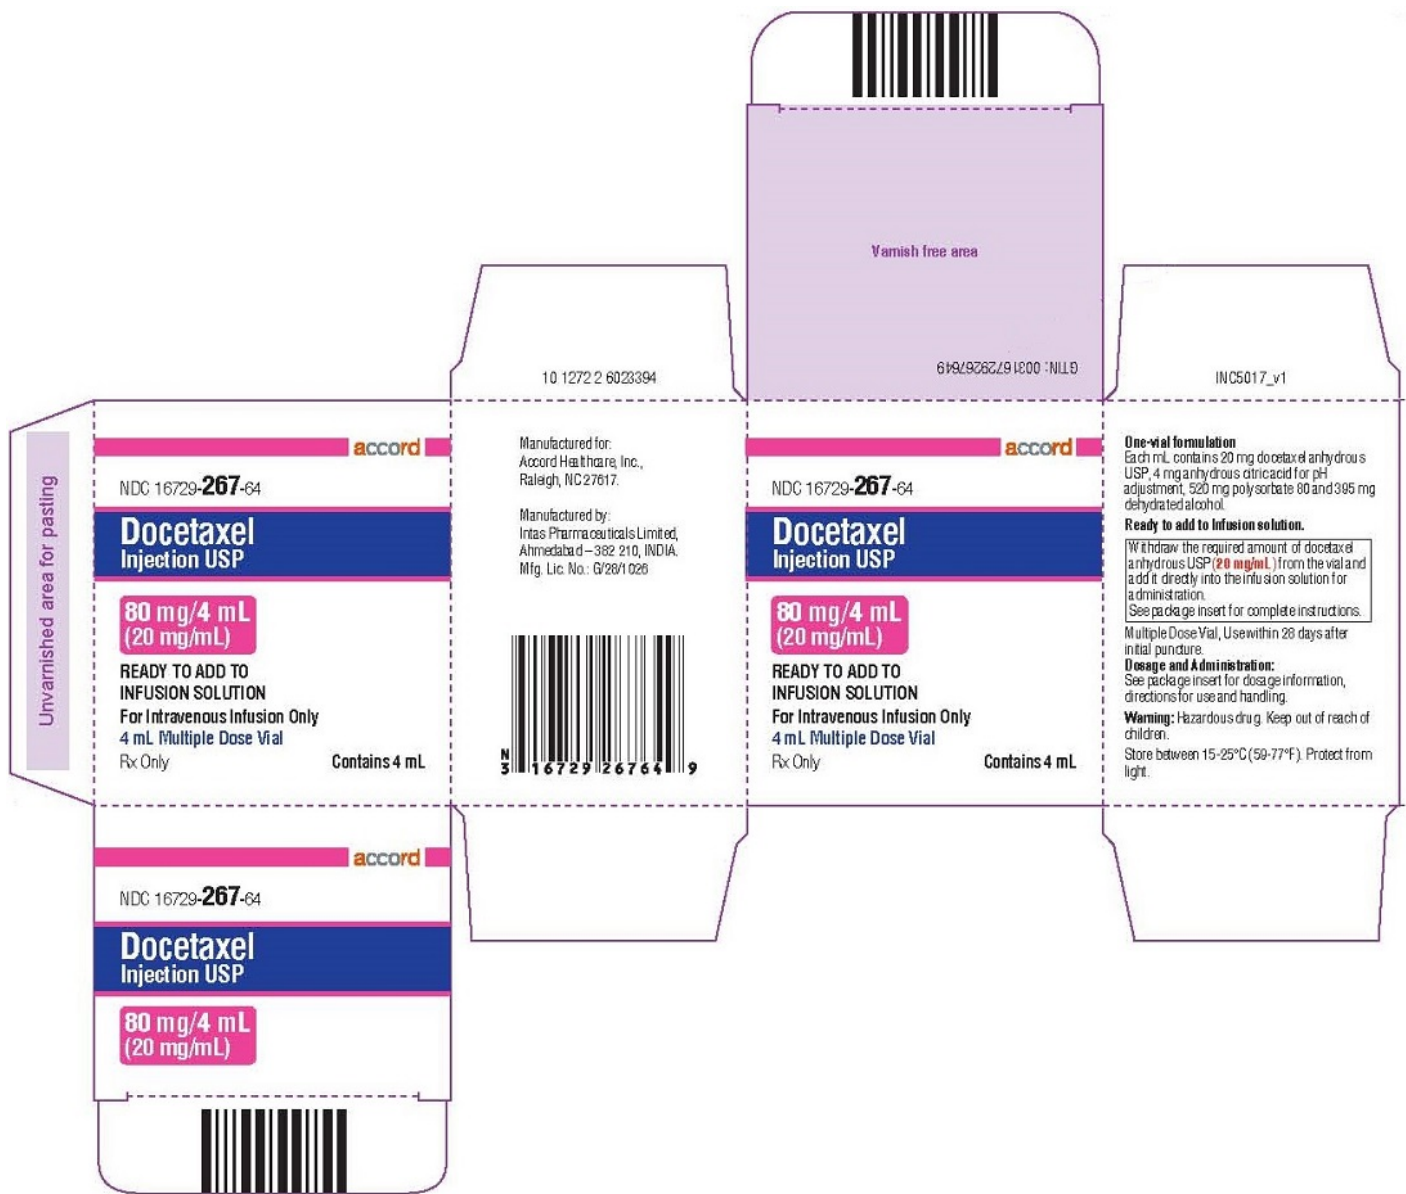 Varnish free area
GTIN: 00316729267649
10 1272 2 6023394
INC5017_v1
Unvarnished area for pasting
accord
NDC 16729-267-64
Docetaxel
Injection USP
80 mg/4 mL
(20 mg/mL)
READY TO ADD TO
INFUSION SOLUTION
For Intravenous Infusion Only
4 mL Multiple Dose Vial
Rx Only
Contains 4 mL
Manufactured for:
Accord Healthcare, Inc.,
Raleigh, NC 27617.
Manufactured by:
Intas Pharmaceuticals Limited,
Ahmedabad – 382 210, INDIA.
Mfg. Lic. No.: G/28/1026
N
3 16729 26764 9
accord
NDC 16729-267-64
Docetaxel
Injection USP
80 mg/4 mL
(20 mg/mL)
READY TO ADD TO
INFUSION SOLUTION
For Intravenous Infusion Only
4 mL Multiple Dose Vial
Rx Only
Contains 4 mL
One-vial formulation
Each mL contains 20 mg docetaxel anhydrous
USP, 4 mg anhydrous citric acid for pH
adjustment, 520 mg polysorbate 80 and 395 mg
dehydrated alcohol.
Ready to add to Infusion solution.
Withdraw the required amount of docetaxel
anhydrous USP (20 mg/mL) from the vial and
add it directly into the infusion solution for
administration.
See package insert for complete instructions.
Multiple Dose Vial, Use within 28 days after
initial puncture.
Dosage and Administration:
See package insert for dosage information,
directions for use and handling.
Warning: Hazardous drug. Keep out of reach of
children.
Store between 15-25°C (59-77°F). Protect from
light.
accord
NDC 16729-267-64
Docetaxel
Injection USP
80 mg/4 mL
(20 mg/mL)